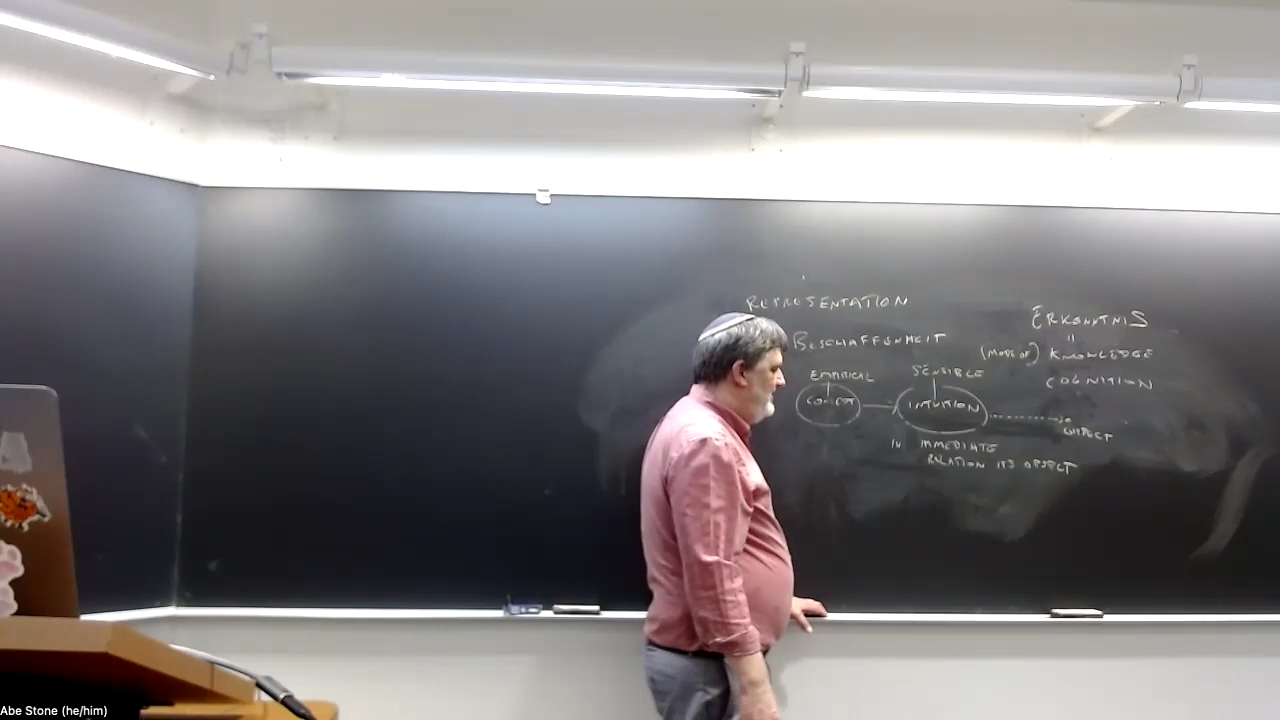 REPRESENTATION
BESCHAFFENHEIT
EMPIRICAL
CONCEPT
SENSIBLE
INTUITION
OBJECT
IN IMMEDIATE
RELATION ITS OBJECT
ERKENNTNIS
=
(MODE OF) KNOWLEDGE
COGNITION
Abe Stone (he/him)